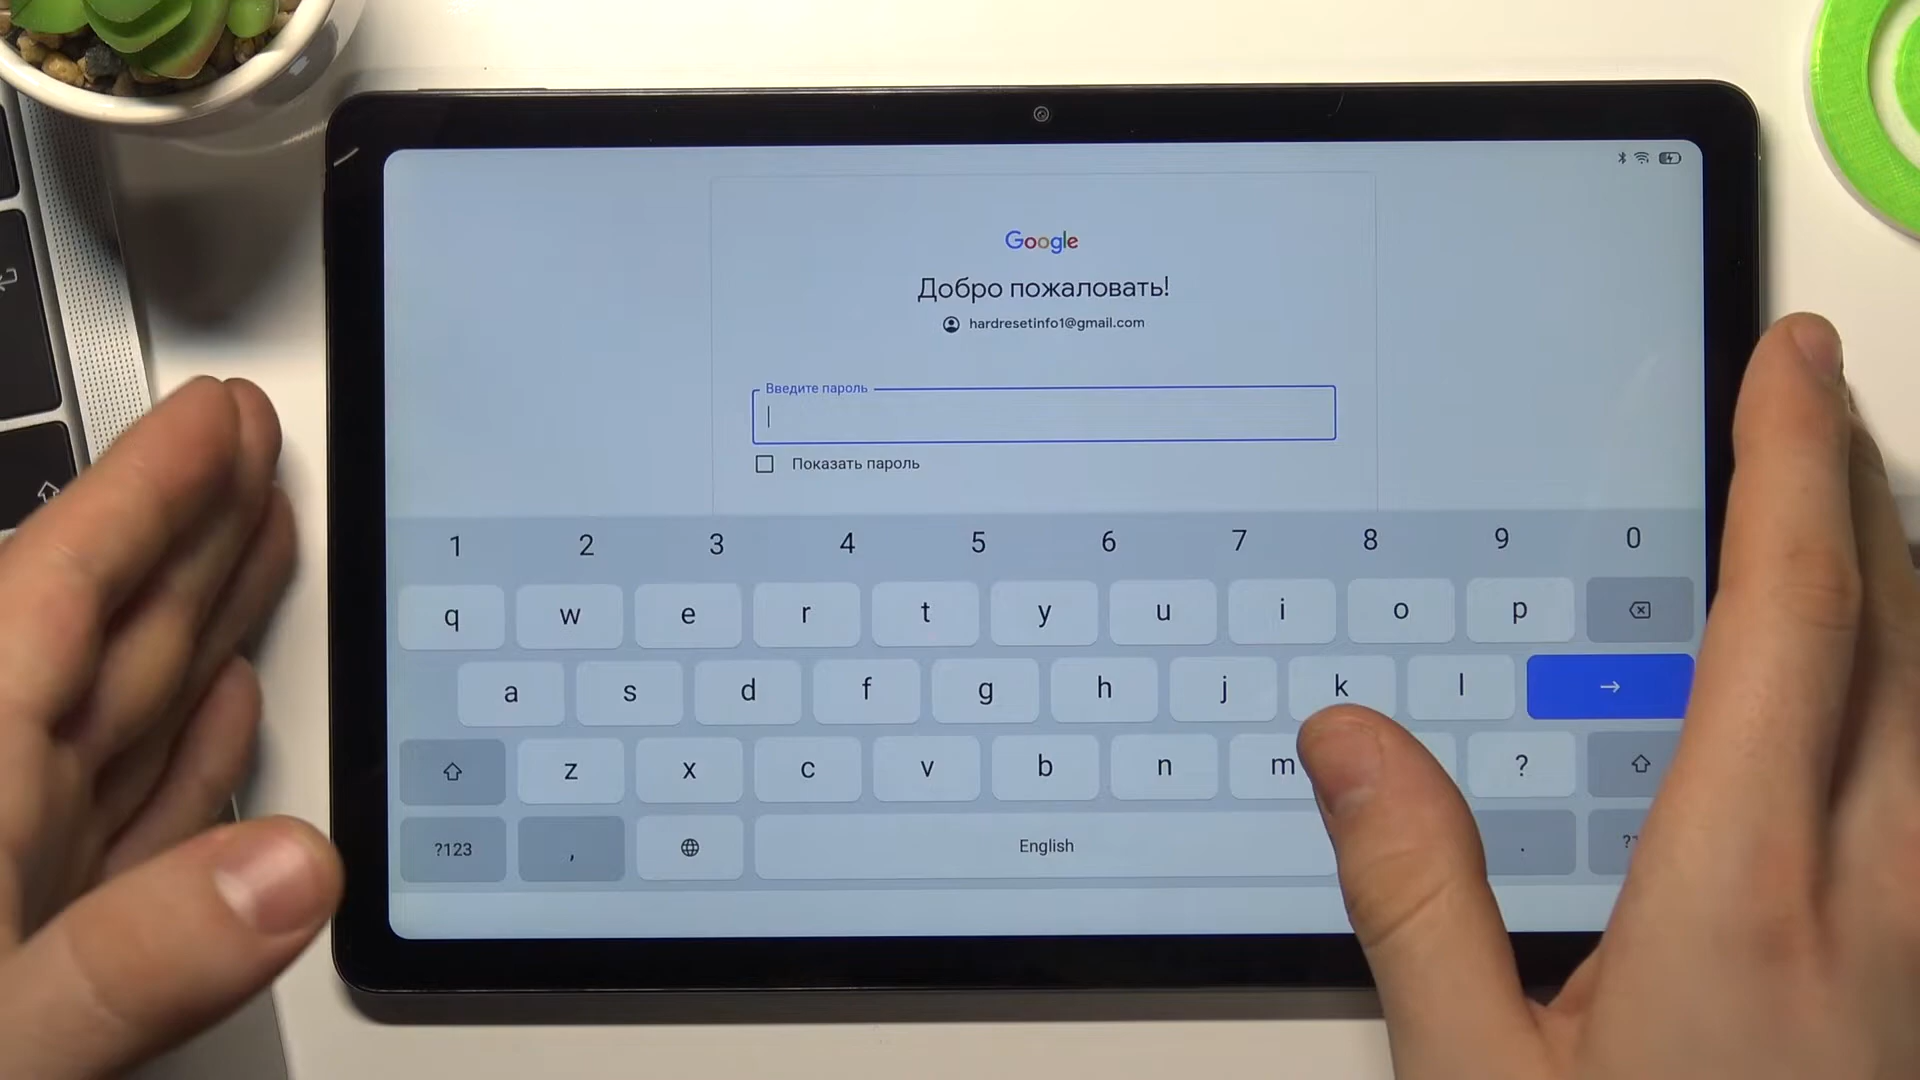 Google
Добро пожаловать!
hardresetinfo1@gmail.com
Введите пароль
Показать пароль
1 2 3 4 5 6 7 8 9 0
q w e r t y u i o p
a s d f g h j k l
z x c v b n m ?
?123 , English .